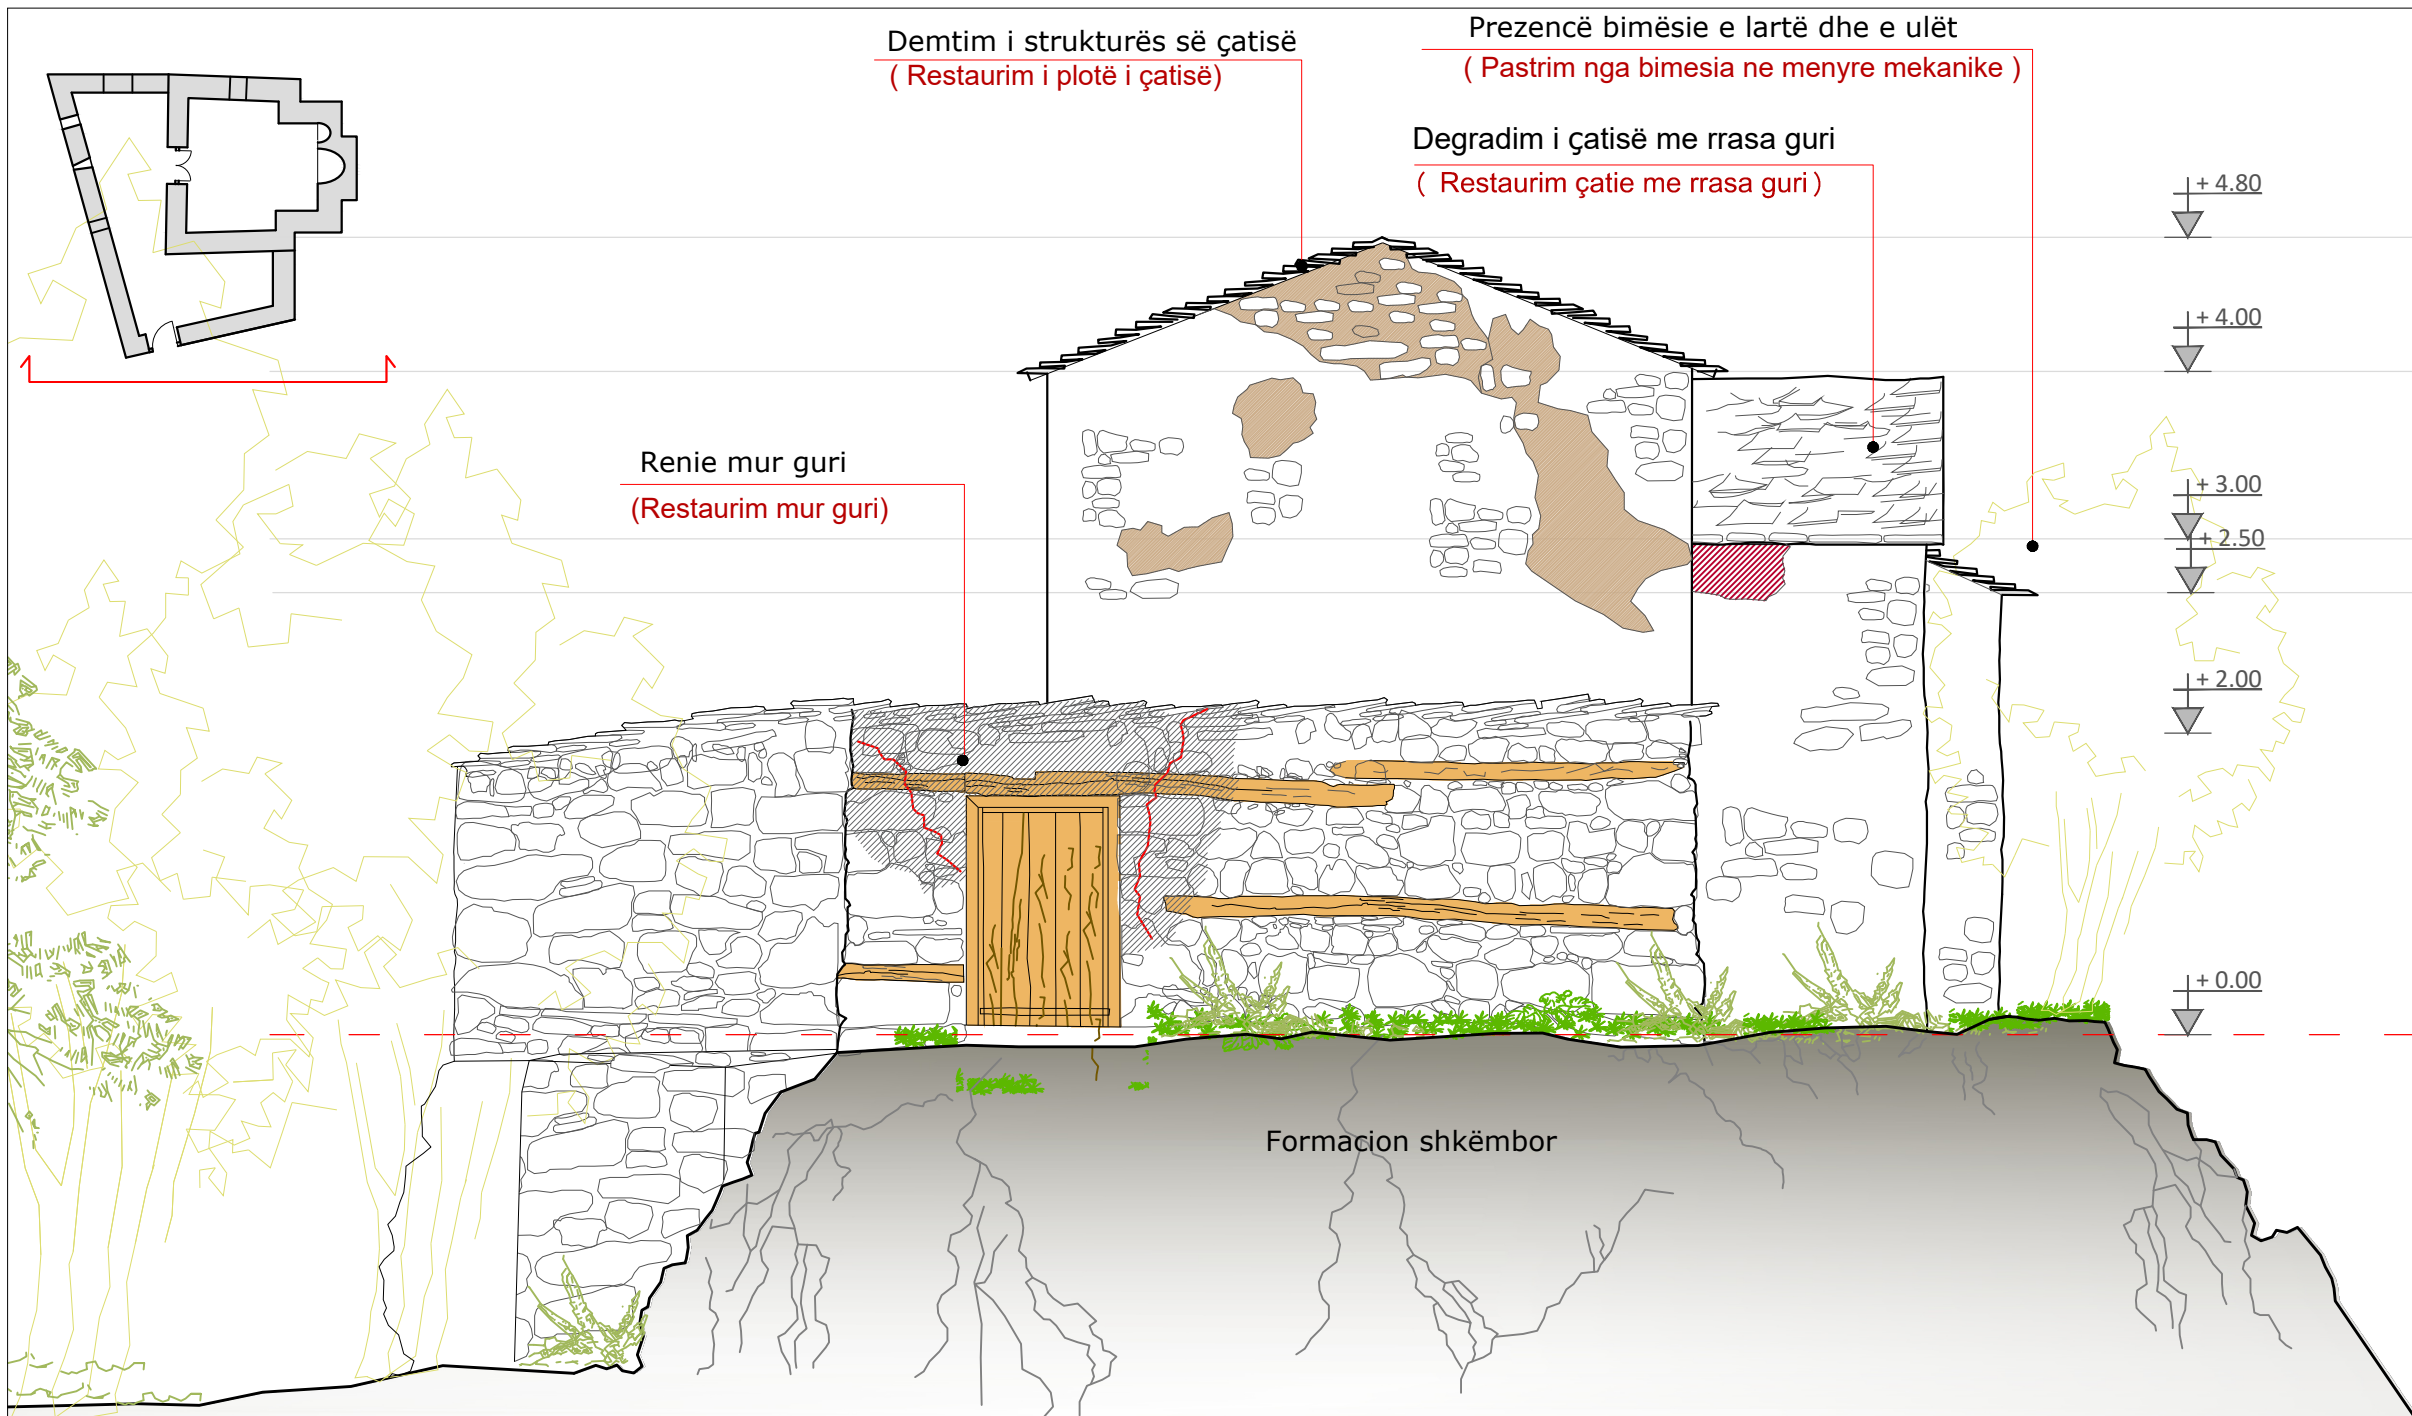 Demtim i strukturës së çatisë
( Restaurim i plotë i çatisë)
Prezencë bimësie e lartë dhe e ulët
( Pastrim nga bimesia ne menyre mekanike )
Degradim i çatisë me rrasa guri
( Restaurim çatie me rrasa guri )
+ 4.80
+ 4.00
Renie mur guri
(Restaurim mur guri)
+ 3.00
+ 2.50
+ 2.00
+ 0.00
Formacion shkëmbor